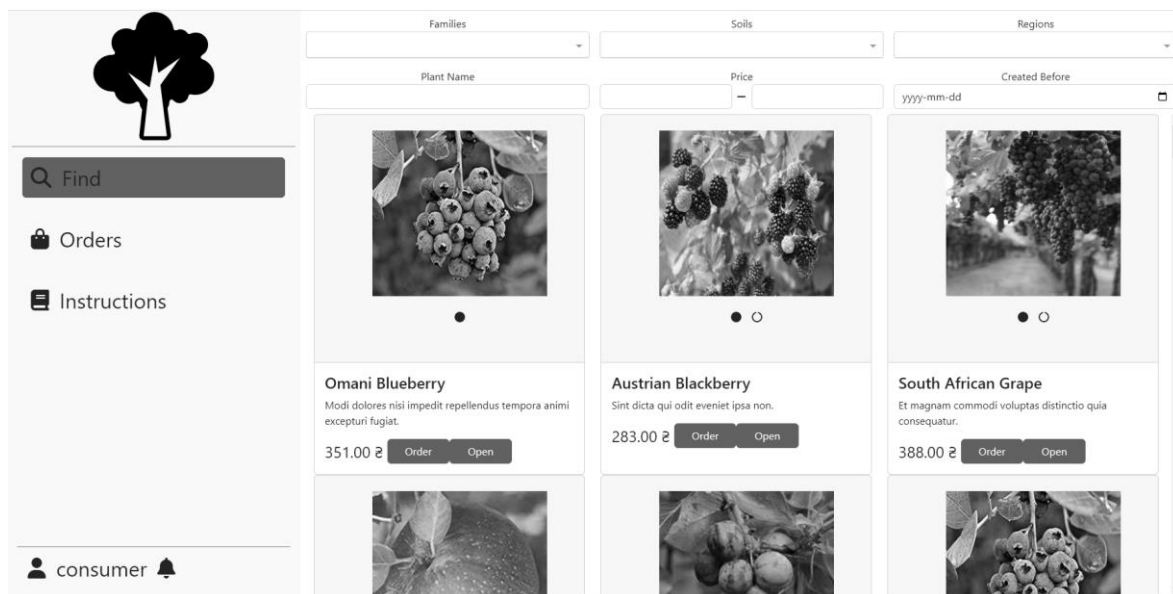 Find
Orders
Instructions
consumer
Families
Soils
Regions
Plant Name
Price
Created Before
–
yyyy-mm-dd
Omani Blueberry
Modi dolores nisi impedit repellendus tempora animi
excepturi fugiat.
351.00 ₴
Order
Open
Austrian Blackberry
Sint dicta qui odit eveniet ipsa non.
283.00 ₴
Order
Open
South African Grape
Et magnam commodi voluptas distinctio quia
consequatur.
388.00 ₴
Order
Open